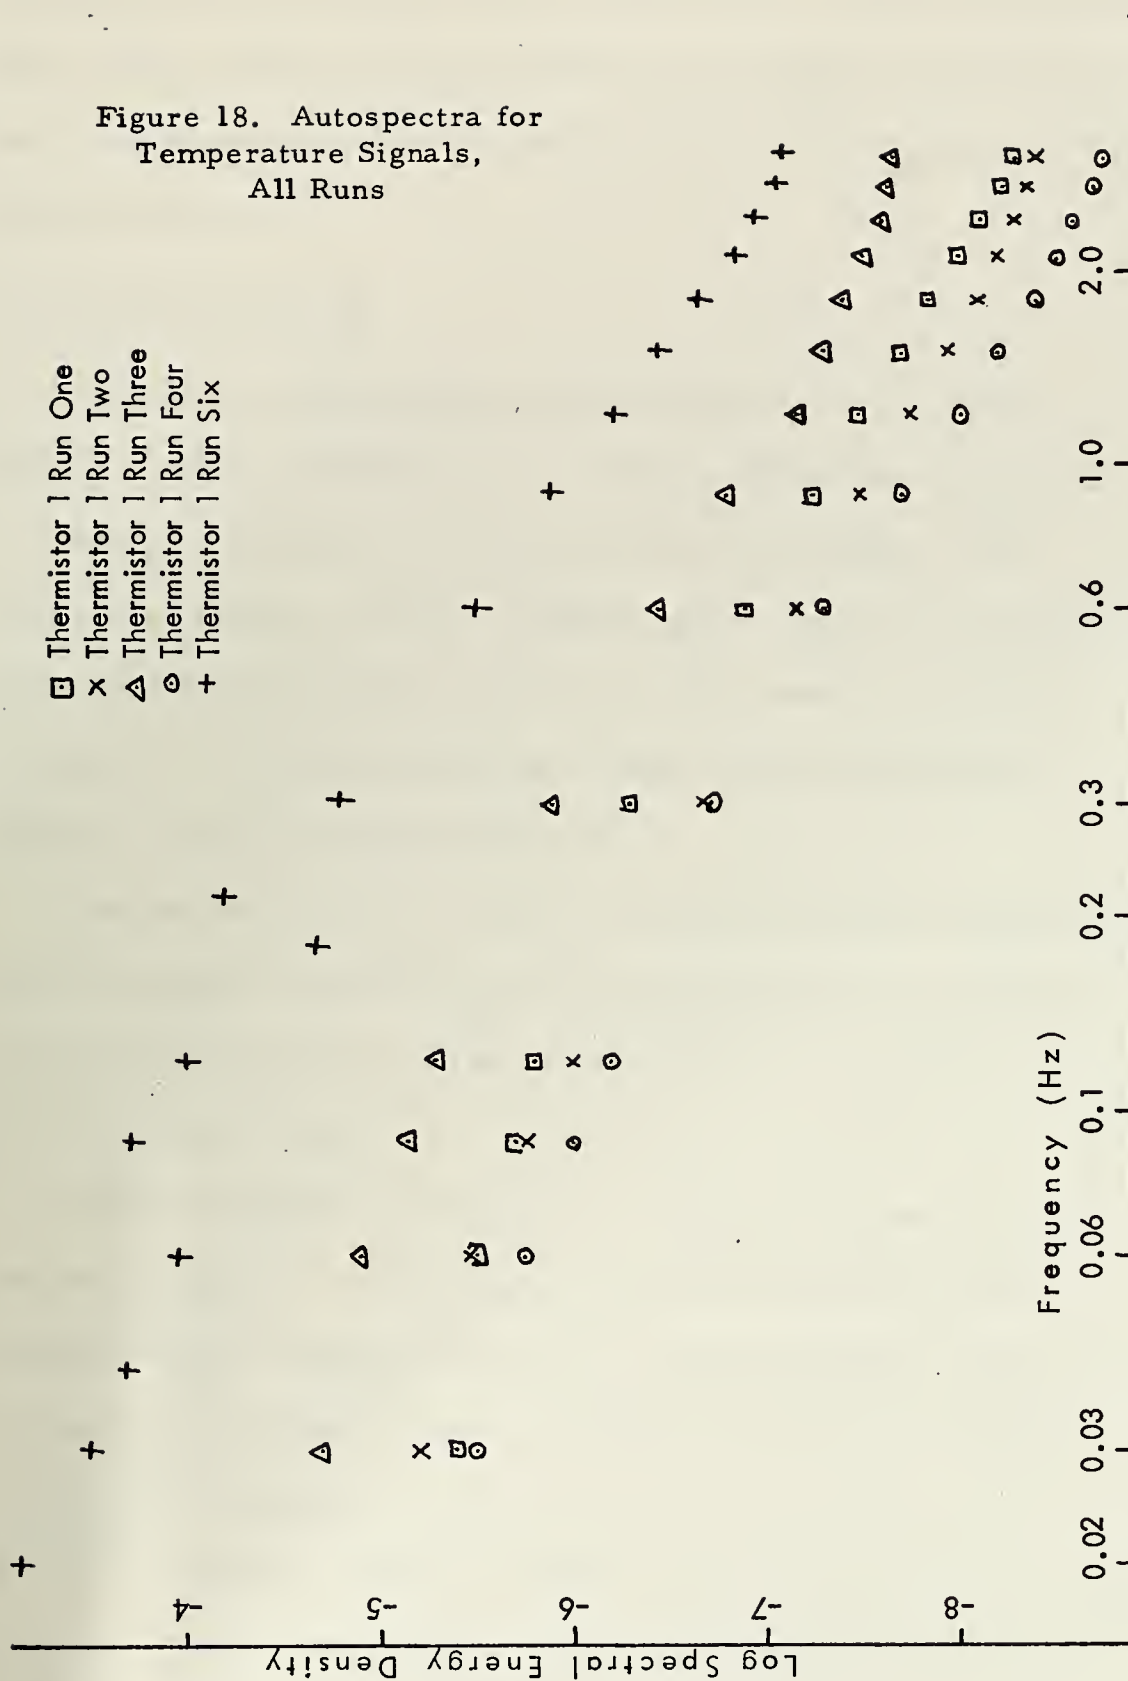 Figure 18. Autospectra for
Temperature Signals,
All Runs
Thermistor 1 Run One
Thermistor 1 Run Two
Thermistor 1 Run Three
Thermistor 1 Run Four
Thermistor 1 Run Six
Log Spectral Energy Density
-4
-5
-6
-7
-8
0.02
0.03
0.06
0.1
0.2
0.3
0.6
1.0
2.0
Frequency (Hz)